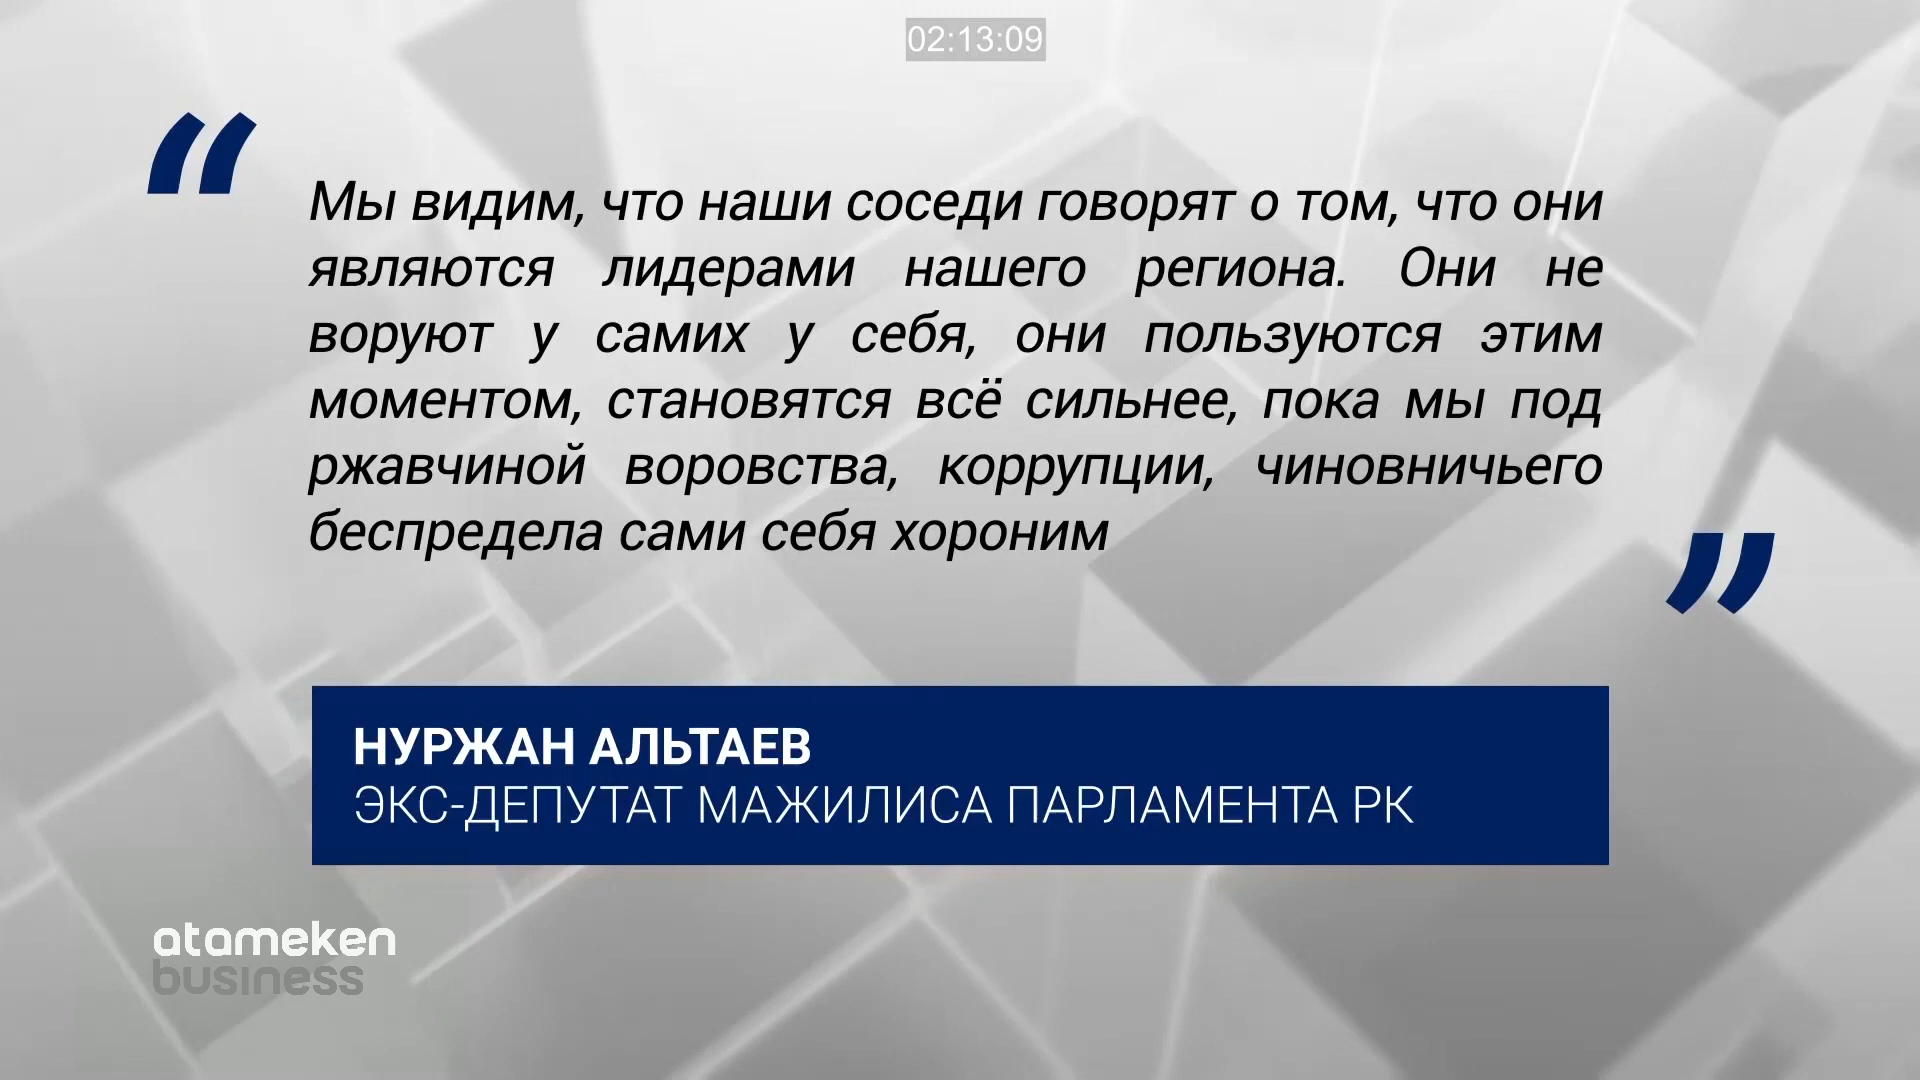 02:13:09
“
Мы видим, что наши соседи говорят о том, что они
являются лидерами нашего региона. Они не
воруют у самих у себя, они пользуются этим
моментом, становятся всё сильнее, пока мы под
ржавчиной воровства, коррупции, чиновничьего
беспредела сами себя хороним
”
НУРЖАН АЛЬТАЕВ
ЭКС-ДЕПУТАТ МАЖИЛИСА ПАРЛАМЕНТА РК
atameken
business